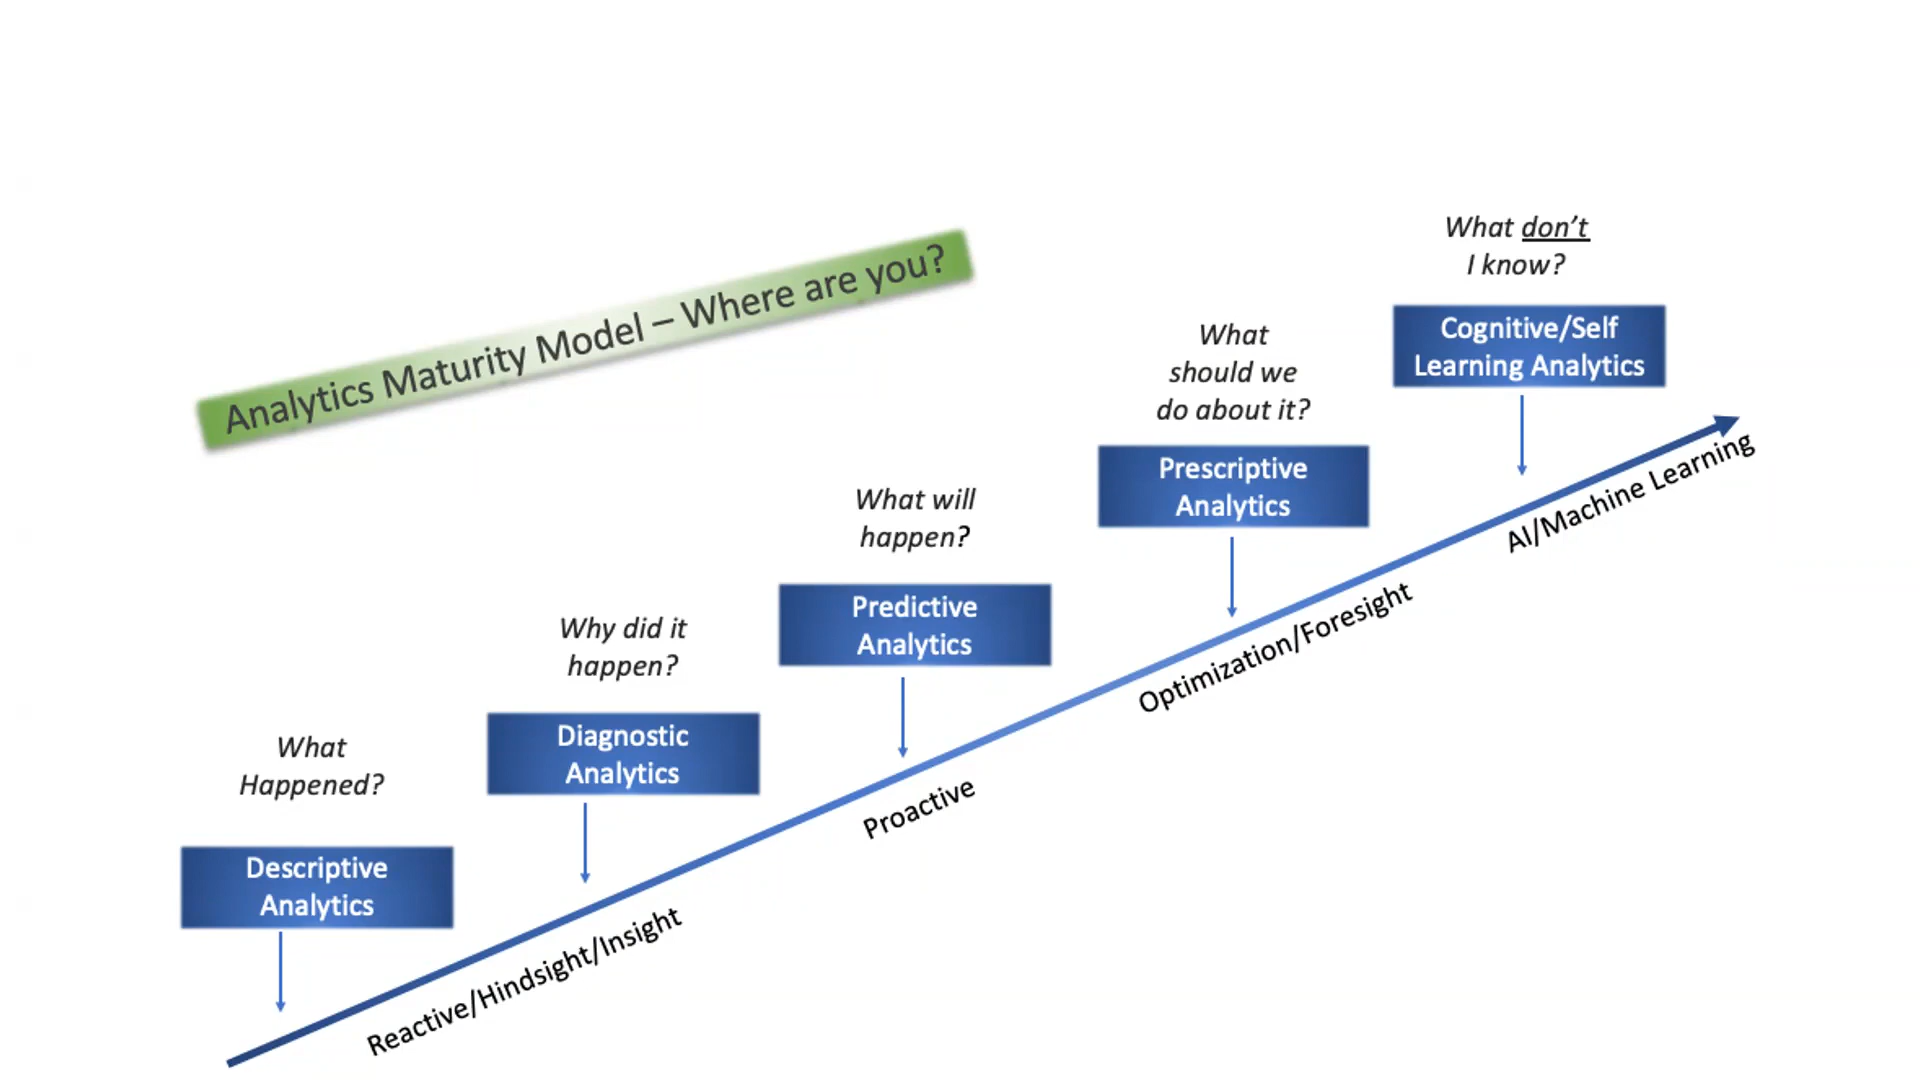 Analytics Maturity Model – Where are you?
What
Happened?
Descriptive
Analytics
Why did it
happen?
Diagnostic
Analytics
What will
happen?
Predictive
Analytics
What
should we
do about it?
Prescriptive
Analytics
What don’t
I know?
Cognitive/Self
Learning Analytics
Reactive/Hindsight/Insight
Proactive
Optimization/Foresight
AI/Machine Learning